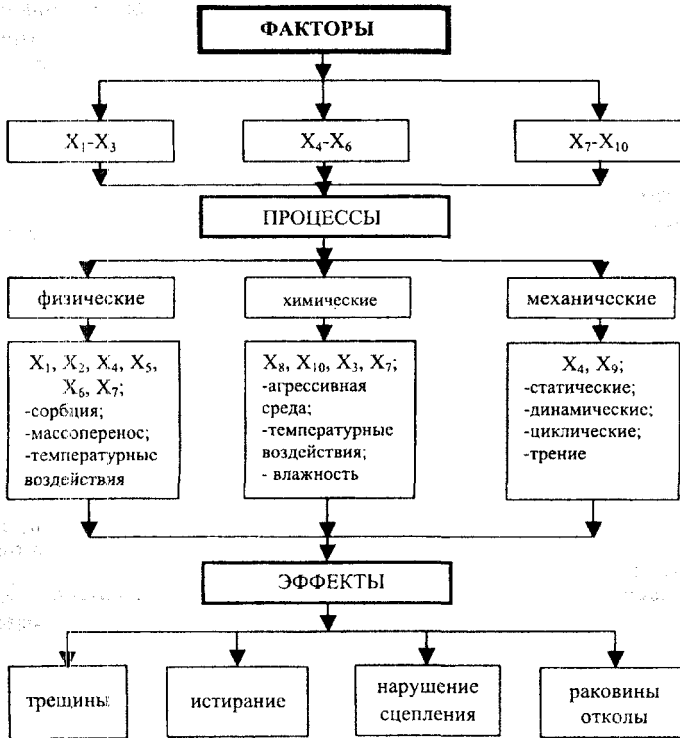 ФАКТОРЫ
X₁-X₃
X₄-X₆
X₇-X₁₀
ПРОЦЕССЫ
физические
химические
механические
X₁, X₂, X₄, X₅,
X₆, X₇;
-сорбция;
-массоперенос;
-температурные
воздействия
X₈, X₁₀, X₃, X₇;
-агрессивная
среда;
-температурные
воздействия;
- влажность
X₄, X₉;
-статические;
-динамические;
-циклические;
-трение
ЭФФЕКТЫ
трещины
истирание
нарушение
сцепления
раковины
отколы